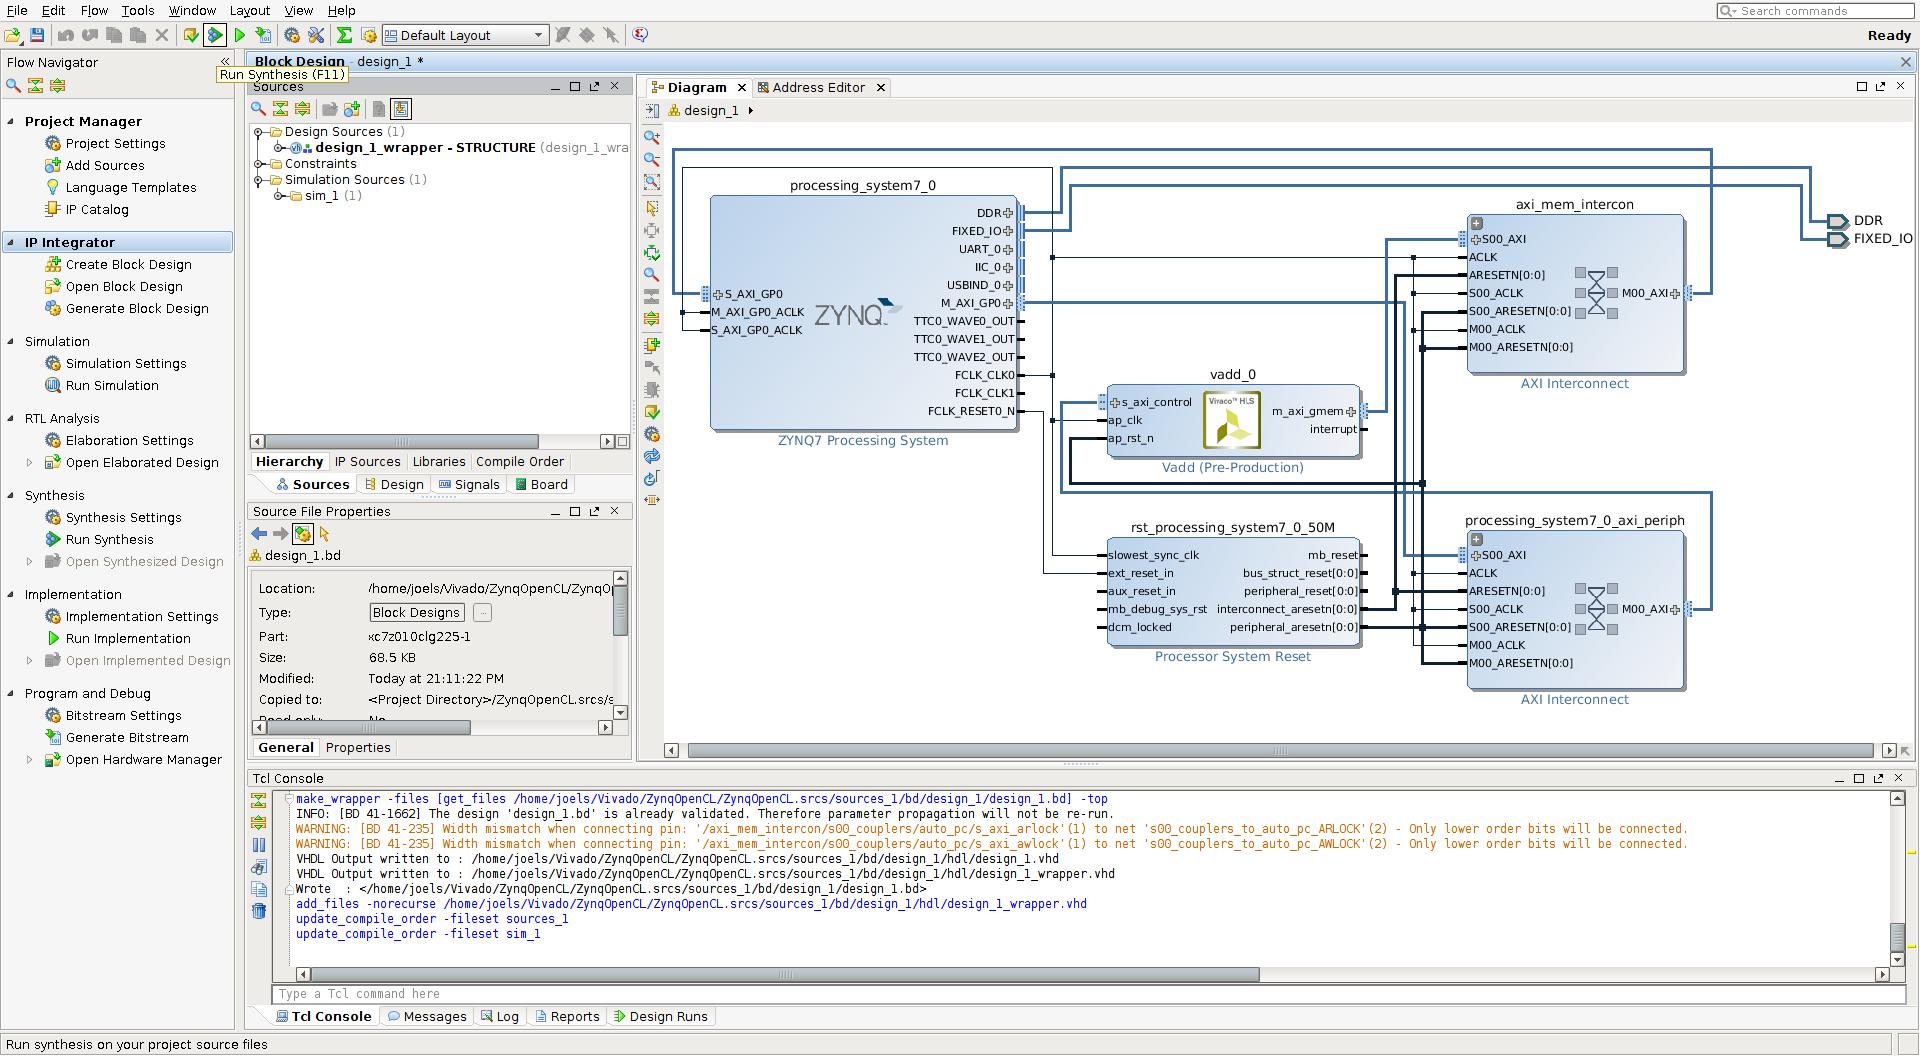 File Edit Flow Tools Window Layout View Help
Search commands
Default Layout
Ready
Flow Navigator
Block Design - design_1 *
Run Synthesis (F11)
Project Manager
Project Settings
Add Sources
Language Templates
IP Catalog
IP Integrator
Create Block Design
Open Block Design
Generate Block Design
Simulation
Simulation Settings
Run Simulation
RTL Analysis
Elaboration Settings
Open Elaborated Design
Synthesis
Synthesis Settings
Run Synthesis
Open Synthesized Design
Implementation
Implementation Settings
Run Implementation
Open Implemented Design
Program and Debug
Bitstream Settings
Generate Bitstream
Open Hardware Manager
Sources
Design Sources (1)
design_1_wrapper - STRUCTURE (design_1_wra
Constraints
Simulation Sources (1)
sim_1 (1)
Hierarchy IP Sources Libraries Compile Order
Sources Design Signals Board
Source File Properties
design_1.bd
Location: /home/joels/Vivado/ZynqOpenCL/ZynqOp
Type: Block Designs ...
Part: xc7z010clg225-1
Size: 68.5 KB
Modified: Today at 21:11:22 PM
Copied to: <Project Directory>/ZynqOpenCL.srcs/s
Read-only: No
General Properties
Diagram Address Editor
design_1
processing_system7_0
DDR
FIXED_IO
UART_0
IIC_0
USBIND_0
M_AXI_GP0
TTC0_WAVE0_OUT
TTC0_WAVE1_OUT
TTC0_WAVE2_OUT
FCLK_CLK0
FCLK_CLK1
FCLK_RESET0_N
S_AXI_GP0
M_AXI_GP0_ACLK
S_AXI_GP0_ACLK
ZYNQ
ZYNQ7 Processing System
vadd_0
s_axi_control
ap_clk
ap_rst_n
Vivado™ HLS
m_axi_gmem
interrupt
Vadd (Pre-Production)
rst_processing_system7_0_50M
slowest_sync_clk
ext_reset_in
aux_reset_in
mb_debug_sys_rst
dcm_locked
mb_reset
bus_struct_reset[0:0]
peripheral_reset[0:0]
interconnect_aresetn[0:0]
peripheral_aresetn[0:0]
Processor System Reset
axi_mem_intercon
S00_AXI
ACLK
ARESETN[0:0]
S00_ACLK
S00_ARESETN[0:0]
M00_ACLK
M00_ARESETN[0:0]
M00_AXI
AXI Interconnect
DDR
FIXED_IO
processing_system7_0_axi_periph
S00_AXI
ACLK
ARESETN[0:0]
S00_ACLK
S00_ARESETN[0:0]
M00_ACLK
M00_ARESETN[0:0]
M00_AXI
AXI Interconnect
Tcl Console
make_wrapper -files [get_files /home/joels/Vivado/ZynqOpenCL/ZynqOpenCL.srcs/sources_1/bd/design_1/design_1.bd] -top
INFO: [BD 41-1662] The design 'design_1.bd' is already validated. Therefore parameter propagation will not be re-run.
WARNING: [BD 41-235] Width mismatch when connecting pin: '/axi_mem_intercon/s00_couplers/auto_pc/s_axi_arlock'(1) to net 's00_couplers_to_auto_pc_ARLOCK'(2) - Only lower order bits will be connected.
WARNING: [BD 41-235] Width mismatch when connecting pin: '/axi_mem_intercon/s00_couplers/auto_pc/s_axi_awlock'(1) to net 's00_couplers_to_auto_pc_AWLOCK'(2) - Only lower order bits will be connected.
VHDL Output written to : /home/joels/Vivado/ZynqOpenCL/ZynqOpenCL.srcs/sources_1/bd/design_1/hdl/design_1.vhd
VHDL Output written to : /home/joels/Vivado/ZynqOpenCL/ZynqOpenCL.srcs/sources_1/bd/design_1/hdl/design_1_wrapper.vhd
Wrote  : </home/joels/Vivado/ZynqOpenCL/ZynqOpenCL.srcs/sources_1/bd/design_1/design_1.bd>
add_files -norecurse /home/joels/Vivado/ZynqOpenCL/ZynqOpenCL.srcs/sources_1/bd/design_1/hdl/design_1_wrapper.vhd
update_compile_order -fileset sources_1
update_compile_order -fileset sim_1
Type a Tcl command here
Tcl Console Messages Log Reports Design Runs
Run synthesis on your project source files